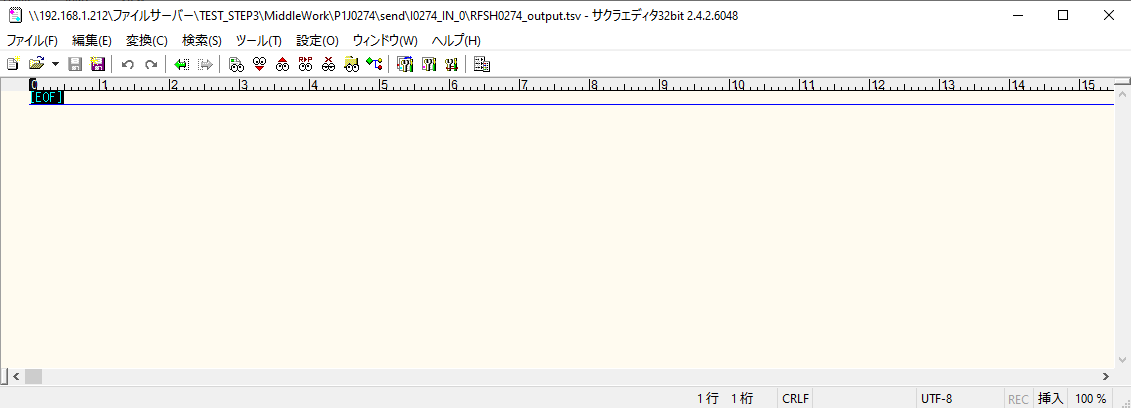 \\192.168.1.212\ファイルサーバー\TEST_STEP3\MiddleWork\P1J0274\send\I0274_IN_0\RFSH0274_output.tsv - サクラエディタ32bit 2.4.2.6048
ファイル(F) 編集(E) 変換(C) 検索(S) ツール(T) 設定(O) ウィンドウ(W) ヘルプ(H)
0 1 2 3 4 5 6 7 8 9 10 11 12 13 14 15
[EOF]
1 行 1 桁 CRLF UTF-8 REC 挿入 100 %